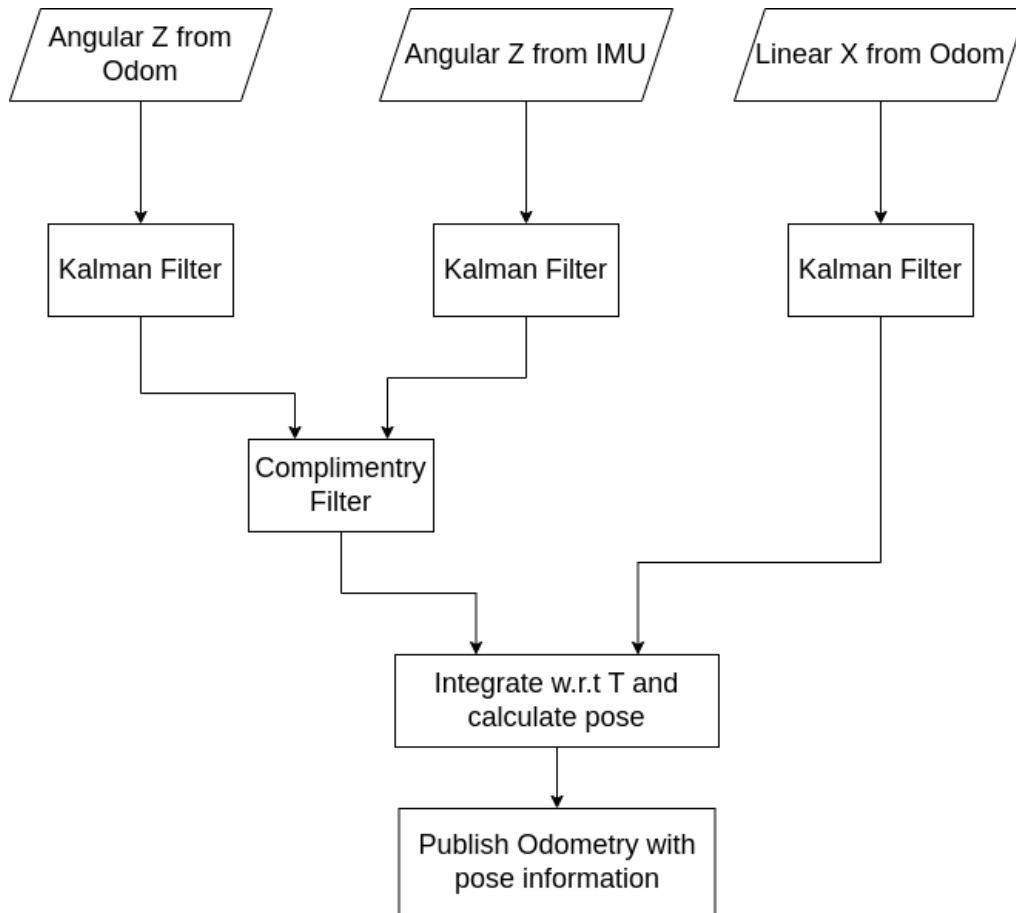 Angular Z from
Odom
Angular Z from IMU
Linear X from Odom
Kalman Filter
Kalman Filter
Kalman Filter
Complimentry
Filter
Integrate w.r.t T and
calculate pose
Publish Odometry with
pose information